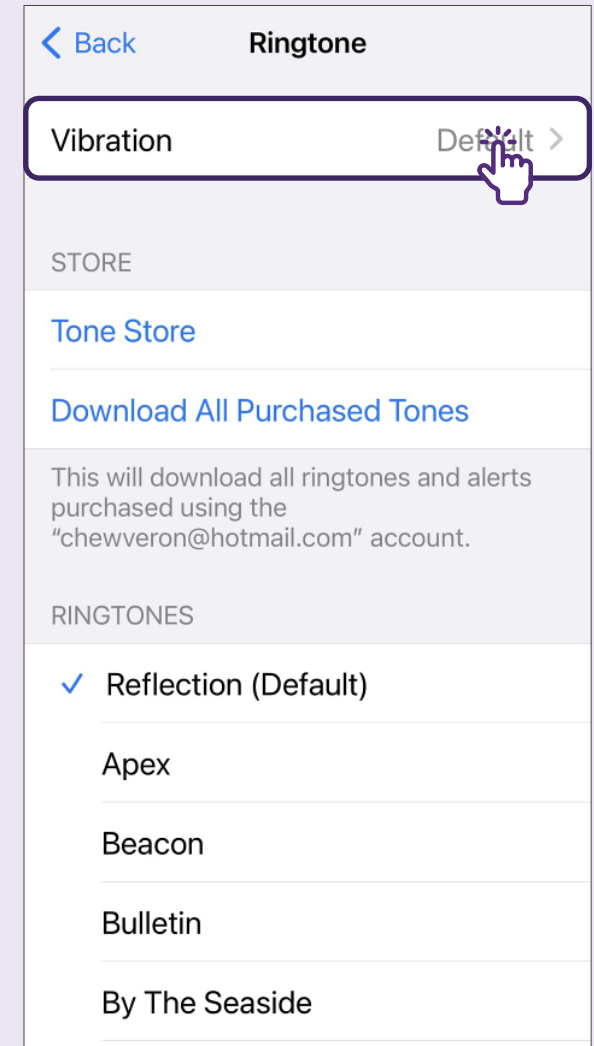 Back
Ringtone
Vibration
Default
STORE
Tone Store
Download All Purchased Tones
This will download all ringtones and alerts
purchased using the
“chewveron@hotmail.com” account.
RINGTONES
Reflection (Default)
Apex
Beacon
Bulletin
By The Seaside